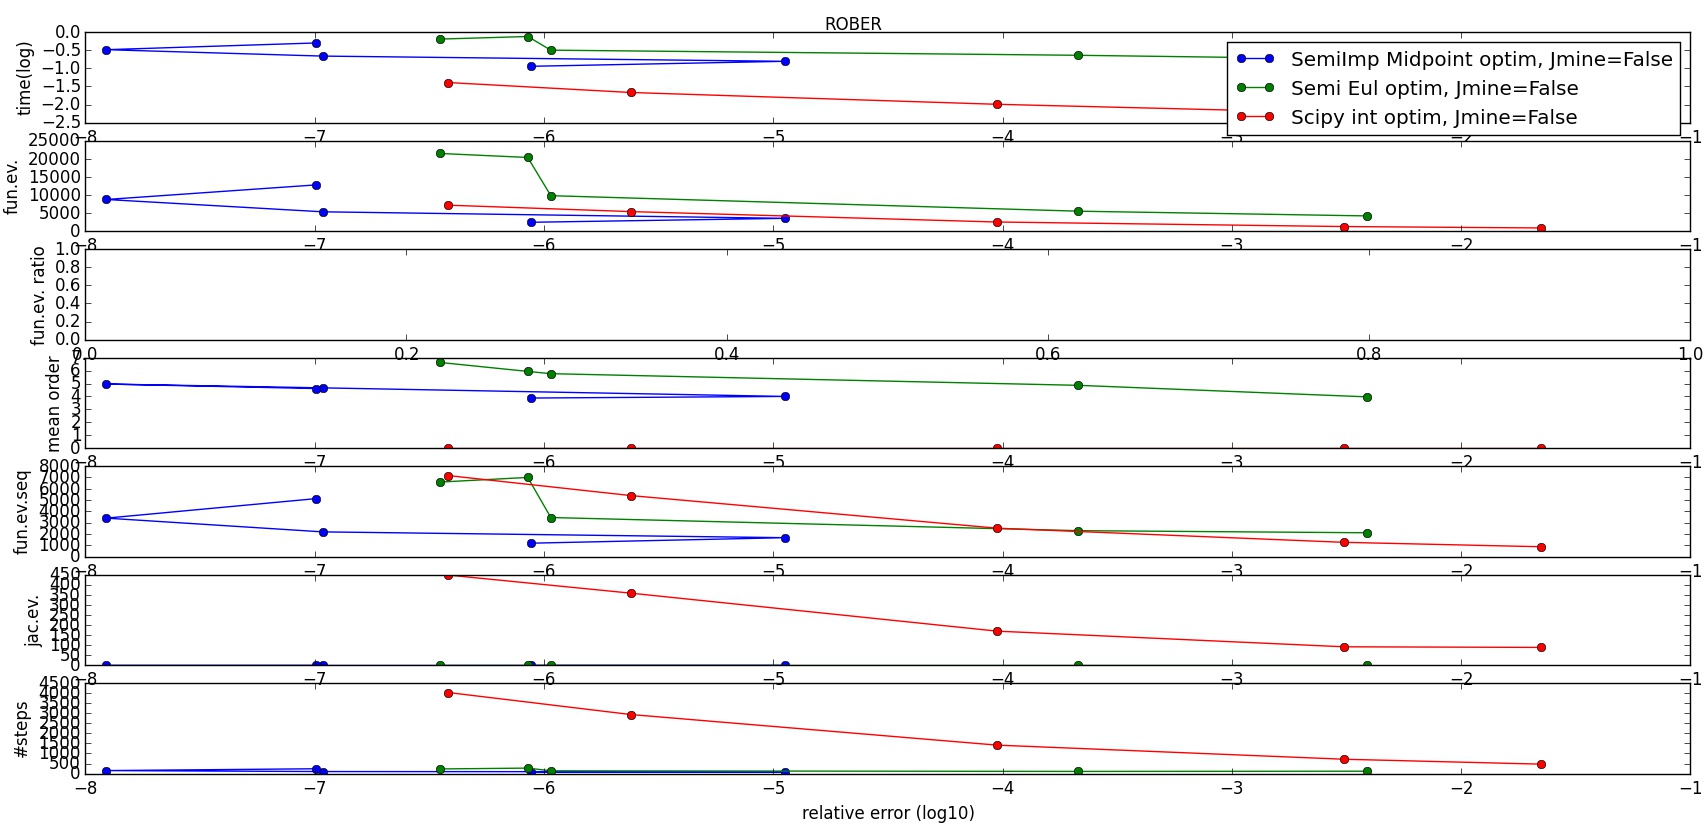 ROBER
time(log)
0.0
−0.5
−1.0
−1.5
−2.0
−2.5
−8 −7 −6 −5 −4 −3 −2 −1
SemiImp Midpoint optim, Jmine=False
Semi Eul optim, Jmine=False
Scipy int optim, Jmine=False
fun.ev.
25000
20000
15000
10000
5000
0
−8 −7 −6 −5 −4 −3 −2 −1
fun.ev. ratio
1.0
0.8
0.6
0.4
0.2
0.0
0.0 0.2 0.4 0.6 0.8 1.0
mean order
7
6
5
4
3
2
1
0
−8 −7 −6 −5 −4 −3 −2 −1
fun.ev.seq
8000
7000
6000
5000
4000
3000
2000
1000
0
−8 −7 −6 −5 −4 −3 −2 −1
jac.ev.
450
400
350
300
250
200
150
100
50
0
−8 −7 −6 −5 −4 −3 −2 −1
#steps
4500
4000
3500
3000
2500
2000
1500
1000
500
0
−8 −7 −6 −5 −4 −3 −2 −1
relative error (log10)